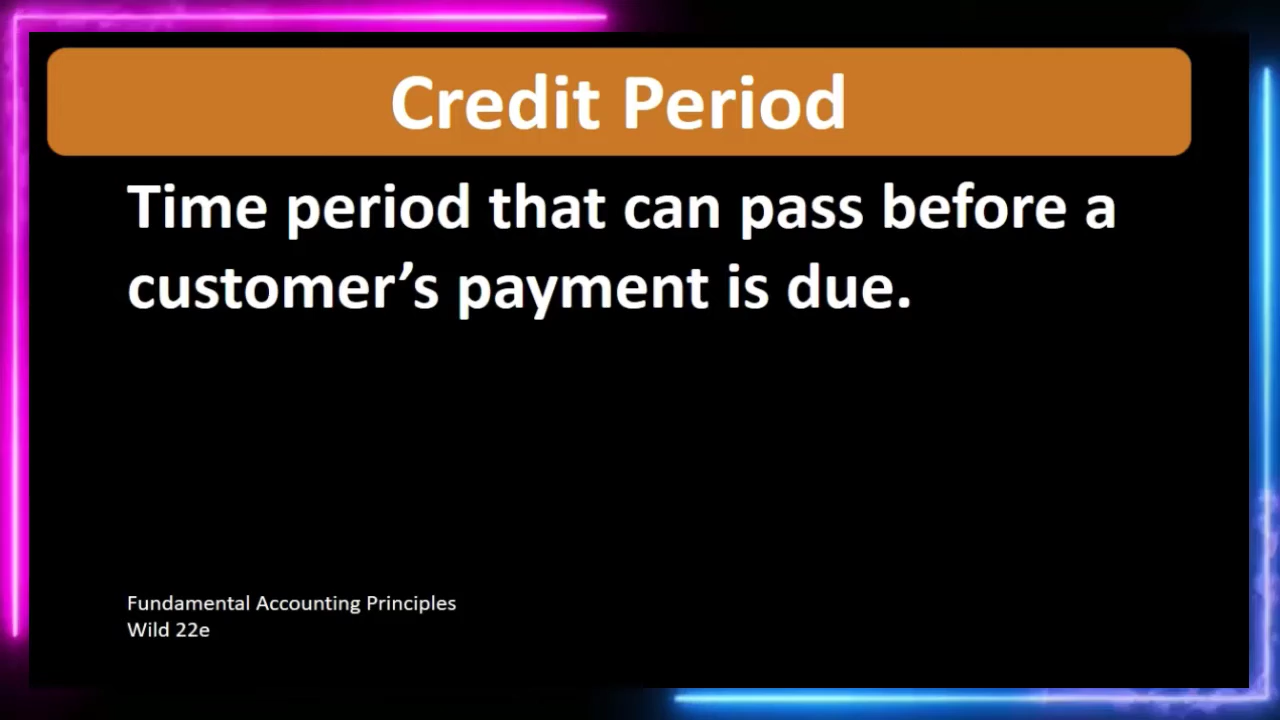 Credit Period
Time period that can pass before a
customer’s payment is due.
Fundamental Accounting Principles
Wild 22e